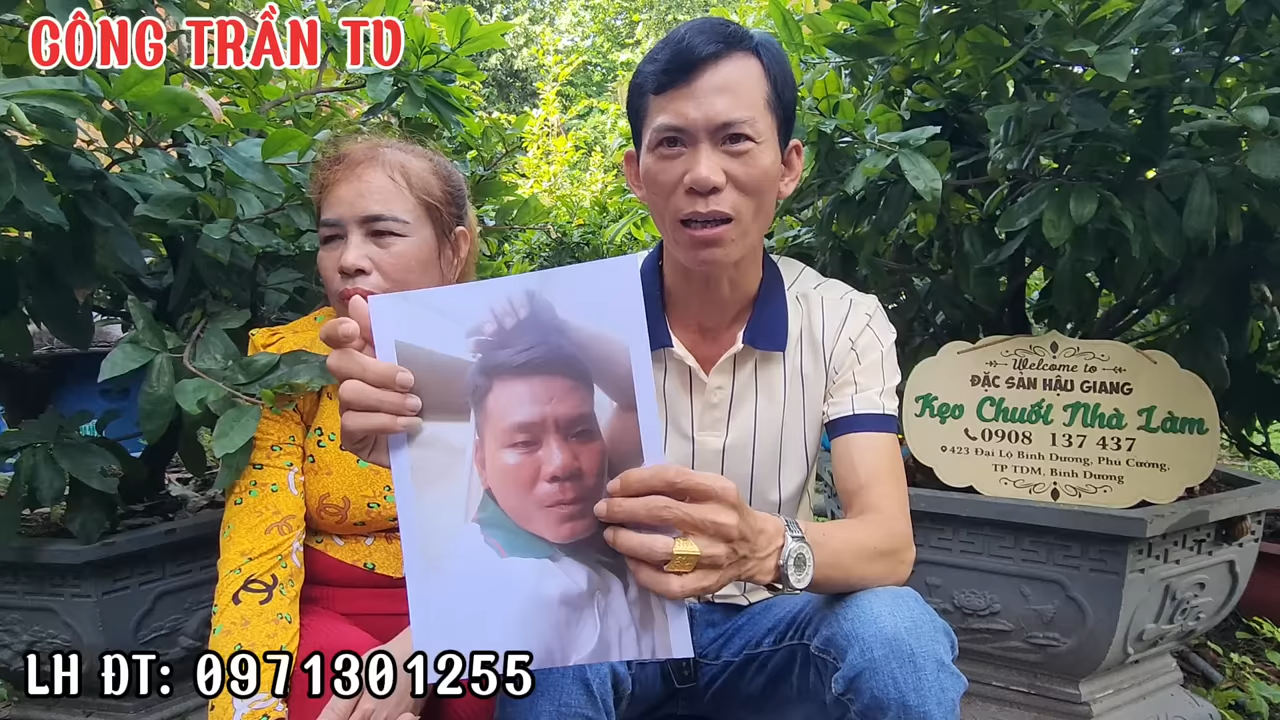 CÔNG TRẦN TV
Welcome to
ĐẶC SẢN HẬU GIANG
Kẹo Chuối Nhà Làm
0908 137 437
423 Đại Lộ Bình Dương, Phú Cường,
TP TDM, Bình Dương
LH ĐT: 0971301255